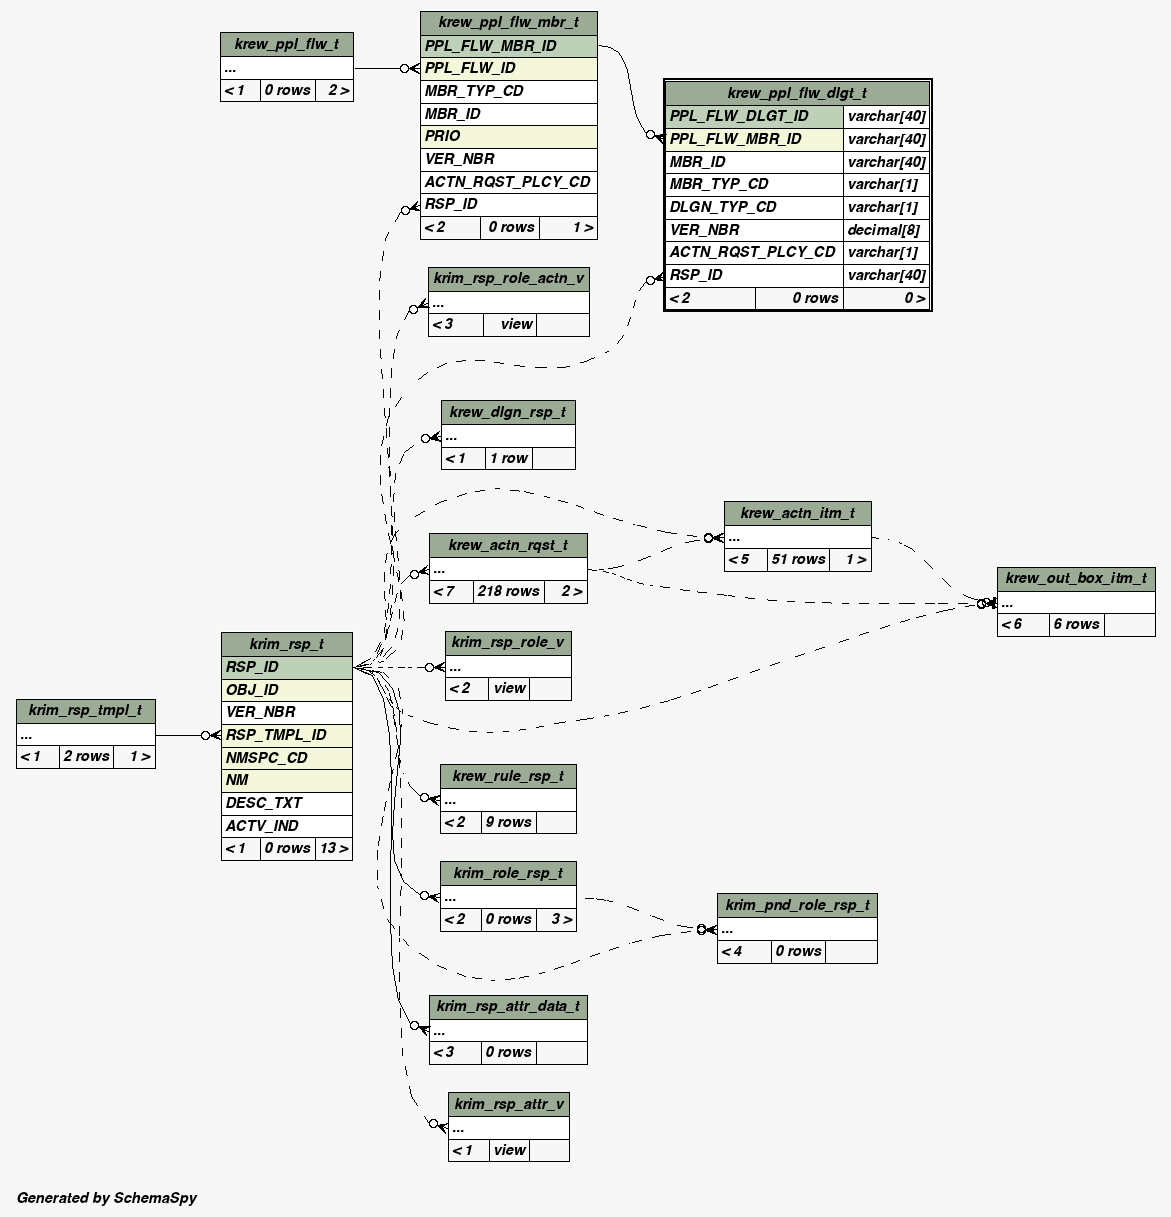 krew_ppl_flw_t
...
< 1 0 rows 2 >
krew_ppl_flw_mbr_t
PPL_FLW_MBR_ID
PPL_FLW_ID
MBR_TYP_CD
MBR_ID
PRIO
VER_NBR
ACTN_RQST_PLCY_CD
RSP_ID
< 2 0 rows 1 >
krew_ppl_flw_dlgt_t
PPL_FLW_DLGT_ID varchar[40]
PPL_FLW_MBR_ID varchar[40]
MBR_ID varchar[40]
MBR_TYP_CD varchar[1]
DLGN_TYP_CD varchar[1]
VER_NBR decimal[8]
ACTN_RQST_PLCY_CD varchar[1]
RSP_ID varchar[40]
< 2 0 rows 0 >
krim_rsp_role_actn_v
...
< 3 view
krew_dlgn_rsp_t
...
< 1 1 row
krew_actn_itm_t
...
< 5 51 rows 1 >
krew_actn_rqst_t
...
< 7 218 rows 2 >
krew_out_box_itm_t
...
< 6 6 rows
krim_rsp_role_v
...
< 2 view
krim_rsp_t
RSP_ID
OBJ_ID
VER_NBR
RSP_TMPL_ID
NMSPC_CD
NM
DESC_TXT
ACTV_IND
< 1 0 rows 13 >
krim_rsp_tmpl_t
...
< 1 2 rows 1 >
krew_rule_rsp_t
...
< 2 9 rows
krim_role_rsp_t
...
< 2 0 rows 3 >
krim_pnd_role_rsp_t
...
< 4 0 rows
krim_rsp_attr_data_t
...
< 3 0 rows
krim_rsp_attr_v
...
< 1 view
Generated by SchemaSpy